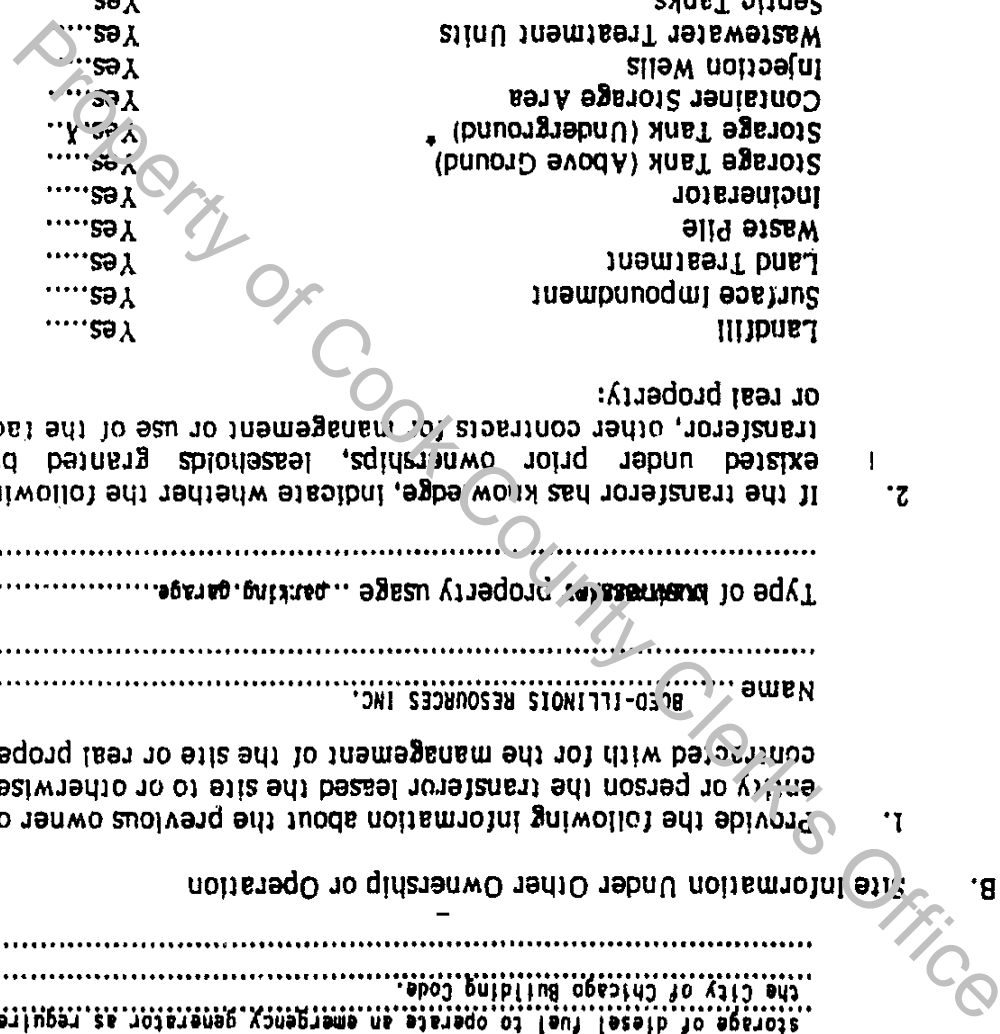 storage of diesel fuel to operate an emergency generator as require
the City of Chicago Building Code.
B. Site Information Under Other Ownership or Operation
1. Provide the following information about the previous owner o
entity or person the transferor leased the site to or otherwise
contracted with for the management of the site or real prope
Name ..... BCED-ILLINOIS RESOURCES INC.
Type of property usage ...parking.garage.
2. If the transferor has knowledge, indicate whether the followi
existed under prior ownerships, leaseholds granted b
transferor, other contracts for management or use of the fac
or real property:
Landfill Yes.....
Surface Impoundment Yes.....
Land Treatment Yes.....
Waste Pile Yes.....
Incinerator Yes.....
Storage Tank (Above Ground) Yes.....
Storage Tank (Underground) * Yes.X..
Container Storage Area Yes.....
Injection Wells Yes.....
Wastewater Treatment Units Yes.....
Septic Tanks Yes
Property of Cook County Clerk's Office